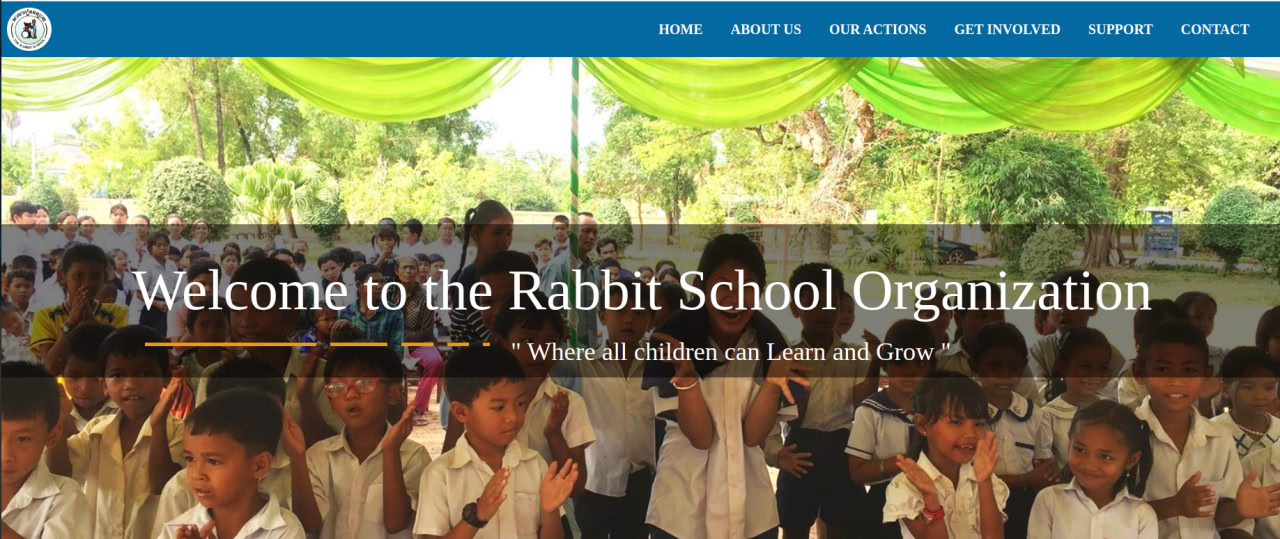 HOME ABOUT US OUR ACTIONS GET INVOLVED SUPPORT CONTACT
Welcome to the Rabbit School Organization
" Where all children can Learn and Grow "